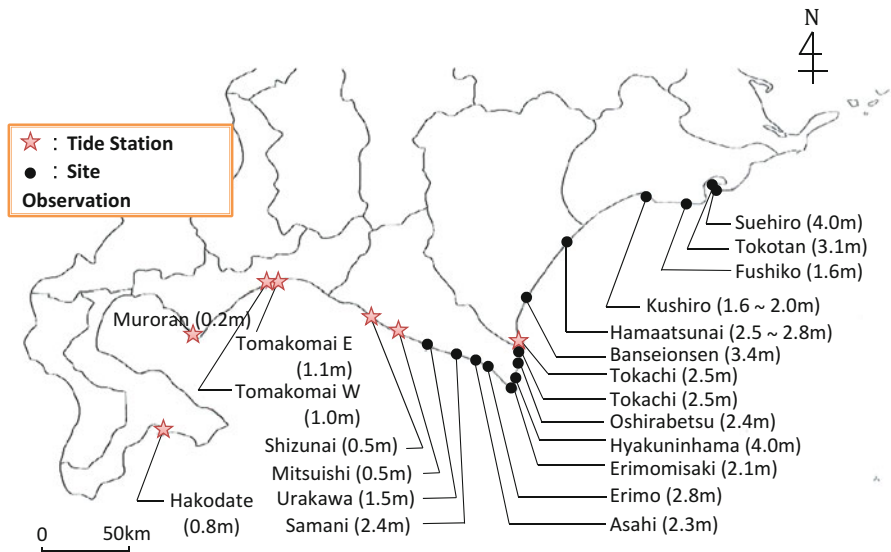 N
☆ : Tide Station
● : Site
Observation
Suehiro (4.0m)
Tokotan (3.1m)
Fushiko (1.6m)
Kushiro (1.6 ~ 2.0m)
Hamaatsunai (2.5 ~ 2.8m)
Banseionsen (3.4m)
Tokachi (2.5m)
Tokachi (2.5m)
Oshirabetsu (2.4m)
Hyakuninhama (4.0m)
Erimomisaki (2.1m)
Erimo (2.8m)
Asahi (2.3m)
Muroran (0.2m)
Tomakomai E
(1.1m)
Tomakomai W
(1.0m)
Shizunai (0.5m)
Mitsuishi (0.5m)
Urakawa (1.5m)
Samani (2.4m)
Hakodate
(0.8m)
0 50km